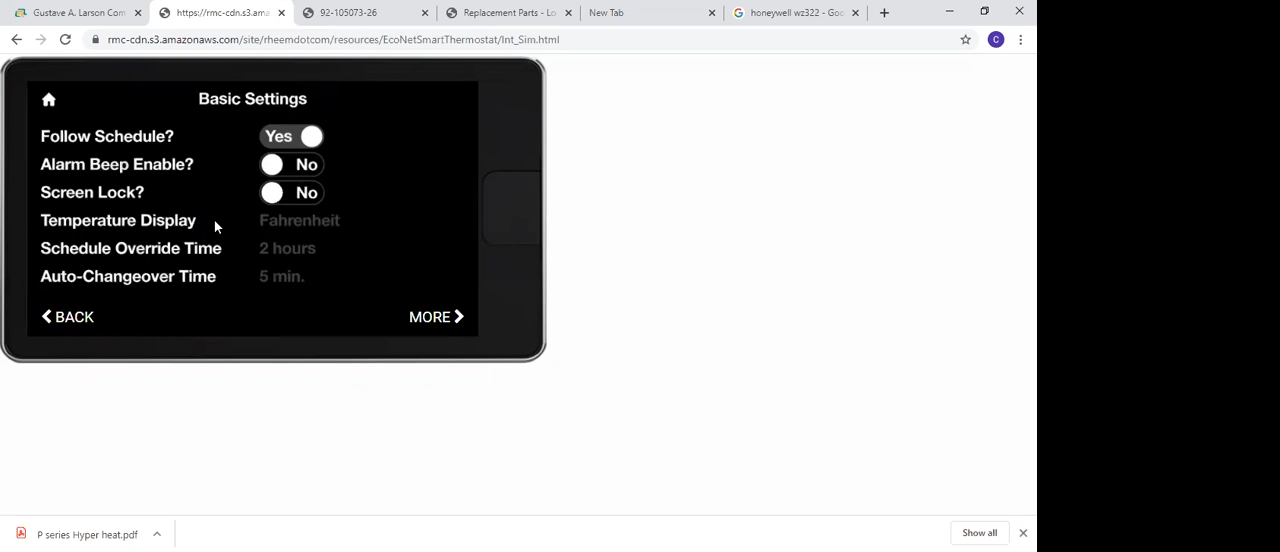 Gustave A. Larson Com
https://rmc-cdn.s3.ama
92-105073-26
Replacement Parts - Lo
New Tab
honeywell wz322 - Goo
rmc-cdn.s3.amazonaws.com/site/rheemdotcom/resources/EcoNetSmartThermostat/Int_Sim.html
C
Basic Settings
Follow Schedule? Yes
Alarm Beep Enable? No
Screen Lock? No
Temperature Display Fahrenheit
Schedule Override Time 2 hours
Auto-Changeover Time 5 min.
BACK MORE
P series Hyper heat.pdf
Show all